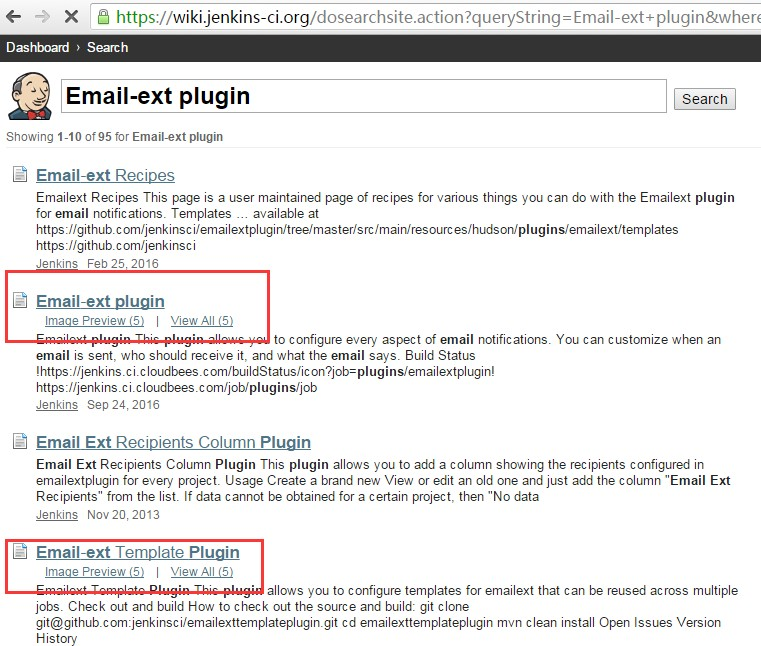 https://wiki.jenkins-ci.org/dosearchsite.action?queryString=Email-ext+plugin&where
Dashboard › Search
Email-ext plugin
Search
Showing 1-10 of 95 for Email-ext plugin
Email-ext Recipes
Emailext Recipes This page is a user maintained page of recipes for various things you can do with the Emailext plugin
for email notifications. Templates ... available at
https://github.com/jenkinsci/emailextplugin/tree/master/src/main/resources/hudson/plugins/emailext/templates
https://github.com/jenkinsci
Jenkins Feb 25, 2016
Email-ext plugin
Image Preview (5) | View All (5)
Emailext plugin This plugin allows you to configure every aspect of email notifications. You can customize when an
email is sent, who should receive it, and what the email says. Build Status
!https://jenkins.ci.cloudbees.com/buildStatus/icon?job=plugins/emailextplugin!
https://jenkins.ci.cloudbees.com/job/plugins/job
Jenkins Sep 24, 2016
Email Ext Recipients Column Plugin
Email Ext Recipients Column Plugin This plugin allows you to add a column showing the recipients configured in
emailextplugin for every project. Usage Create a brand new View or edit an old one and just add the column "Email Ext
Recipients" from the list. If data cannot be obtained for a certain project, then "No data
Jenkins Nov 20, 2013
Email-ext Template Plugin
Image Preview (5) | View All (5)
Emailext Template Plugin This plugin allows you to configure templates for emailext that can be reused across multiple
jobs. Check out and build How to check out the source and build: git clone
git@github.com:jenkinsci/emailexttemplateplugin.git cd emailexttemplateplugin mvn clean install Open Issues Version
History